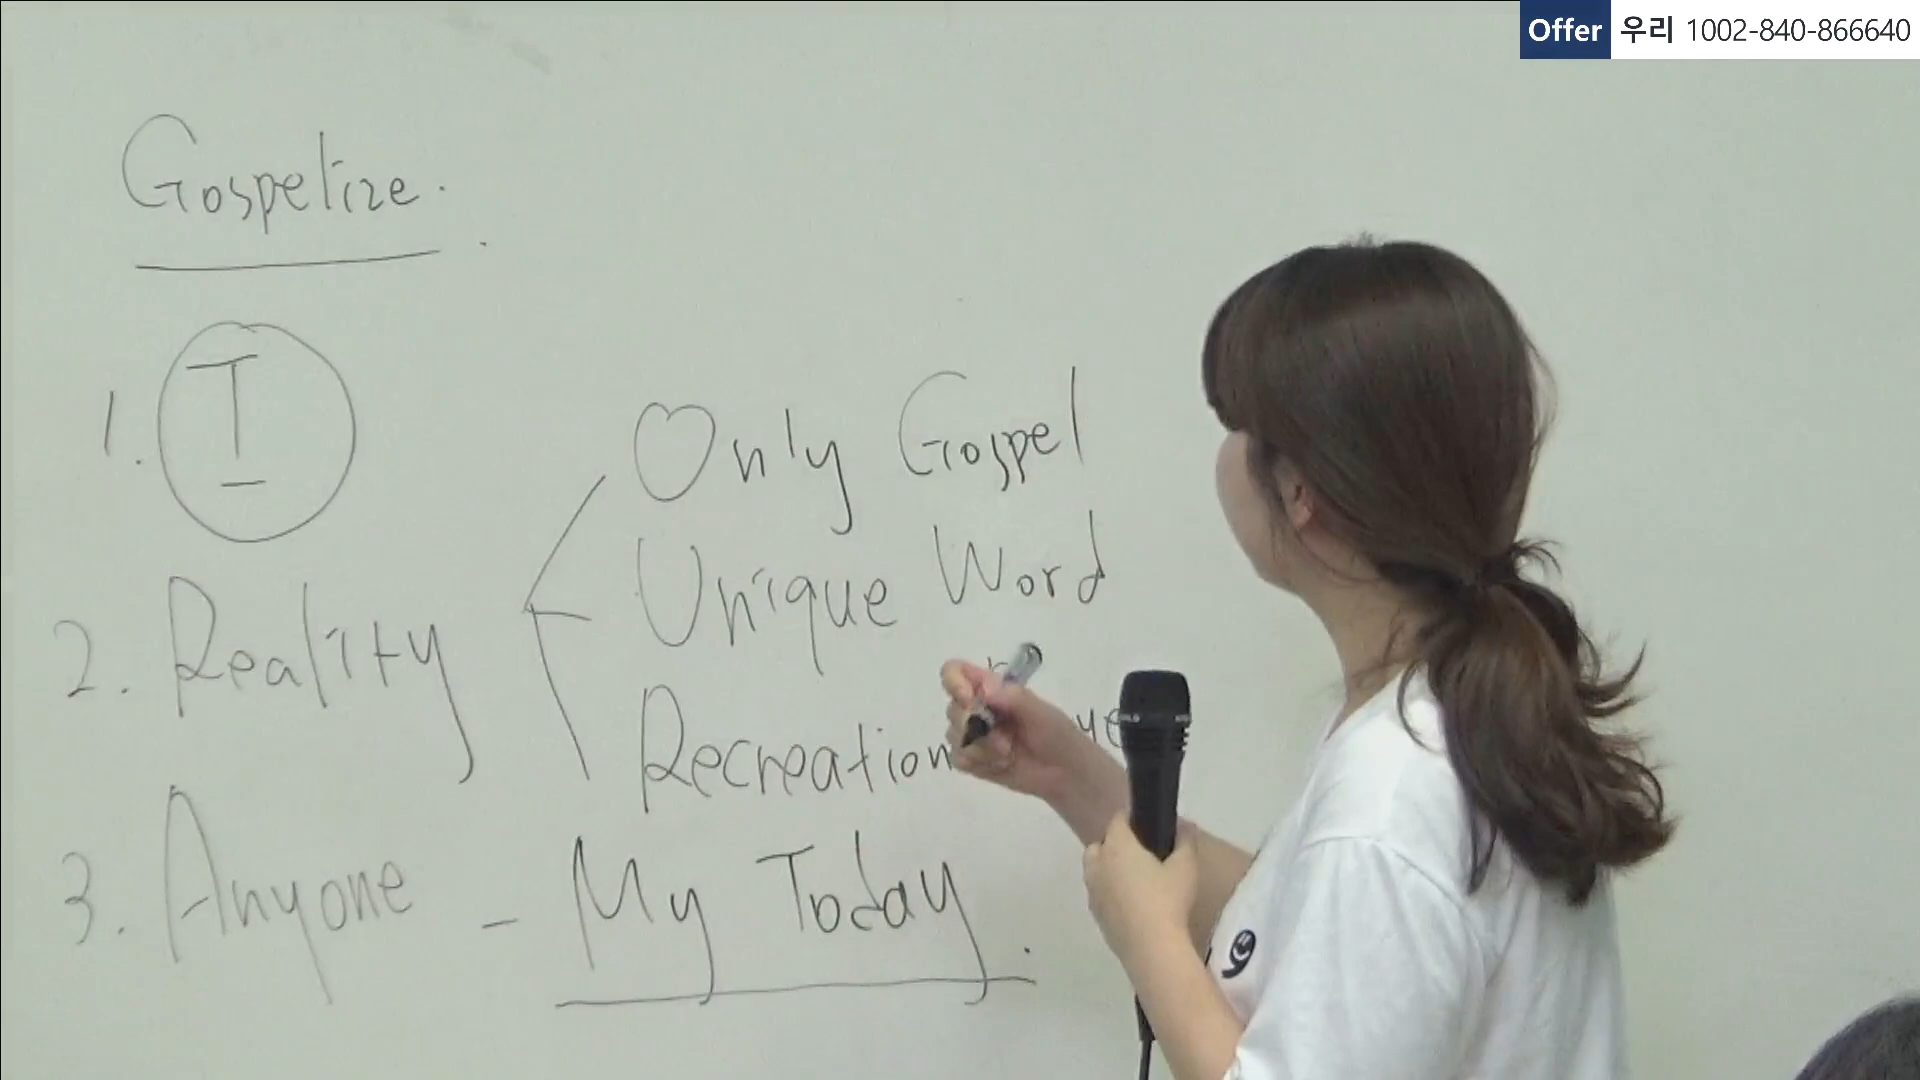 Offer 우리 1002-840-866640
Gospelize.
1. I
Only Gospel
Unique Word
2. Reality
Recreation
3. Anyone - My Today.